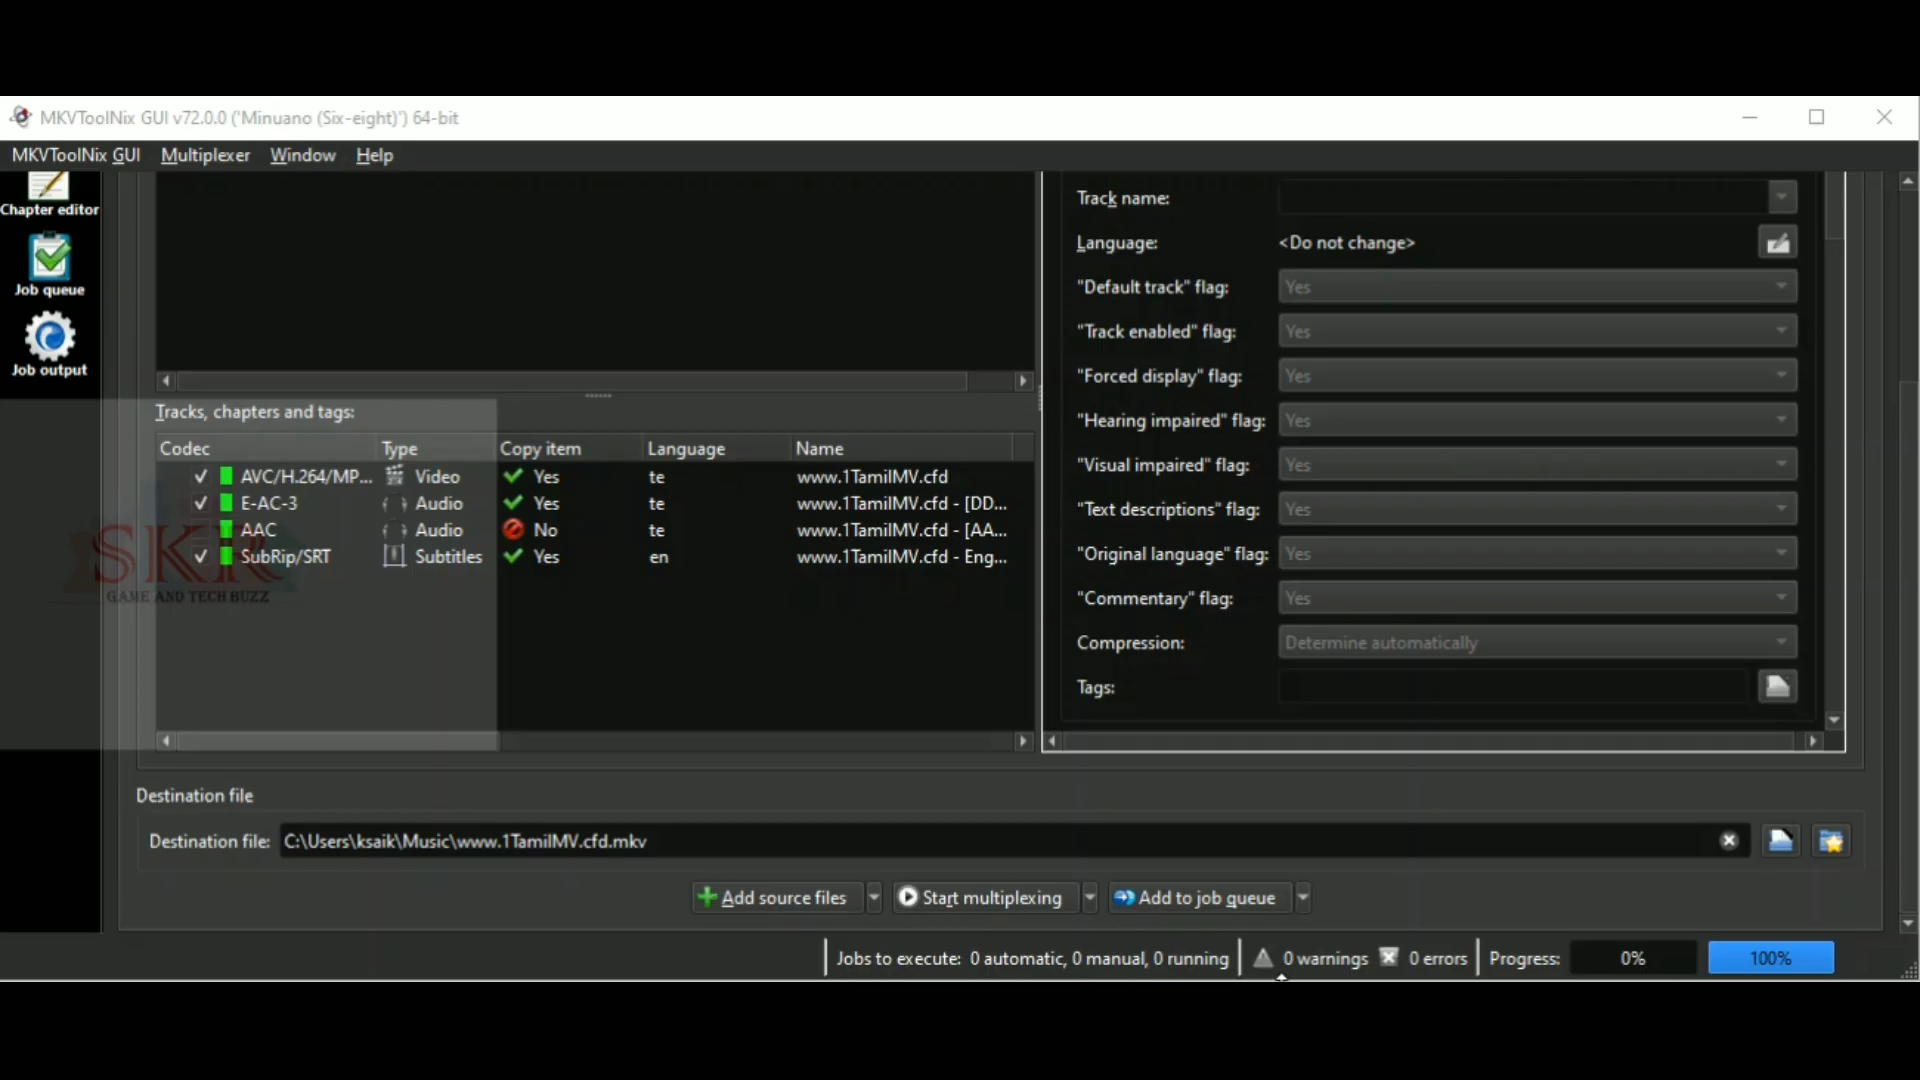 MKVToolNix GUI v72.0.0 ('Minuano (Six-eight)') 64-bit
MKVToolNix GUI Multiplexer Window Help
Chapter editor
Job queue
Job output
Tracks, chapters and tags:
Codec Type Copy item Language Name
AVC/H.264/MP... Video Yes te www.1TamilMV.cfd
E-AC-3 Audio Yes te www.1TamilMV.cfd - [DD...
AAC Audio No te www.1TamilMV.cfd - [AA...
SubRip/SRT Subtitles Yes en www.1TamilMV.cfd - Eng...
SKR
GAME AND TECH BUZZ
Track name:
Language: <Do not change>
"Default track" flag: Yes
"Track enabled" flag: Yes
"Forced display" flag: Yes
"Hearing impaired" flag: Yes
"Visual impaired" flag: Yes
"Text descriptions" flag: Yes
"Original language" flag: Yes
"Commentary" flag: Yes
Compression: Determine automatically
Tags:
Destination file
Destination file: C:\Users\ksaik\Music\www.1TamilMV.cfd.mkv
Add source files Start multiplexing Add to job queue
Jobs to execute: 0 automatic, 0 manual, 0 running 0 warnings 0 errors Progress: 0% 100%